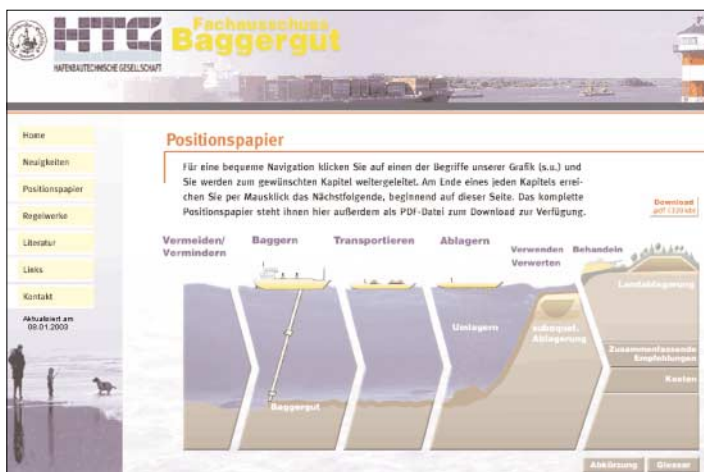 HTG
HAFENBAUTECHNISCHE GESELLSCHAFT
Fachausschuss
Baggergut
Home
Neuigkeiten
Positionspapier
Regelwerke
Literatur
Links
Kontakt
Aktualisiert am
08.01.2003
Positionspapier
Für eine bequeme Navigation klicken Sie auf einen der Begriffe unserer Grafik (s.u.) und
Sie werden zum gewünschten Kapitel weitergeleitet. Am Ende eines jeden Kapitels errei-
chen Sie per Mausklick das Nächstfolgende, beginnend auf dieser Seite. Das komplette
Positionspapier steht ihnen hier außerdem als PDF-Datei zum Download zur Verfügung.
Download
Vermeiden/
Vermindern
Baggern
Transportieren
Ablagern
Verwenden
Verwerten
Behandeln
Landablagerung
Umlagern
subaquat.
Ablagerung
Zusammenfassende
Empfehlungen
Kosten
Baggergut
Abkürzung
Glossar